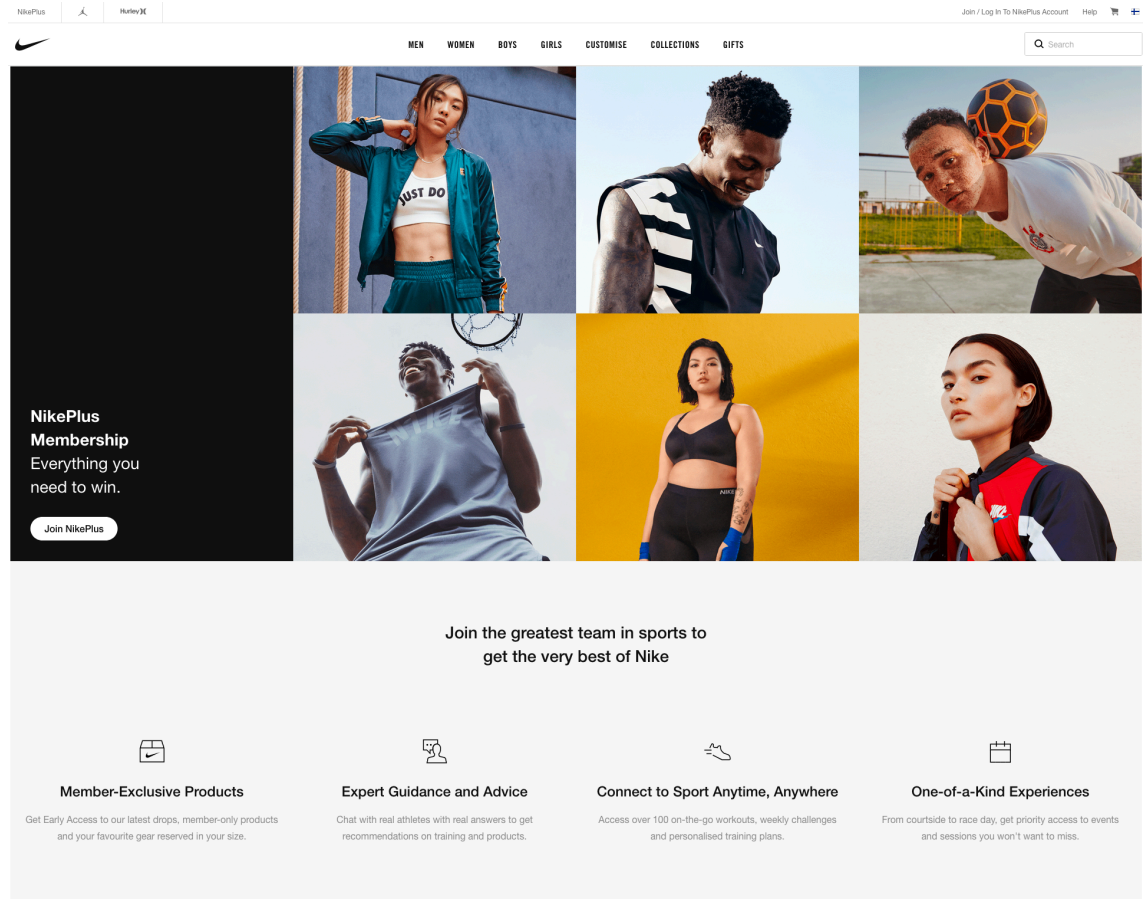 NikePlus
Hurley
Join / Log In To NikePlus Account
Help
MEN
WOMEN
BOYS
GIRLS
CUSTOMISE
COLLECTIONS
GIFTS
Search
JUST DO
NIKE
NikePlus
Membership
Everything you
need to win.
Join NikePlus
NIKE
NIKE
Join the greatest team in sports to
get the very best of Nike
Member-Exclusive Products
Get Early Access to our latest drops, member-only products
and your favourite gear reserved in your size.
Expert Guidance and Advice
Chat with real athletes with real answers to get
recommendations on training and products.
Connect to Sport Anytime, Anywhere
Access over 100 on-the-go workouts, weekly challenges
and personalised training plans.
One-of-a-Kind Experiences
From courtside to race day, get priority access to events
and sessions you won't want to miss.